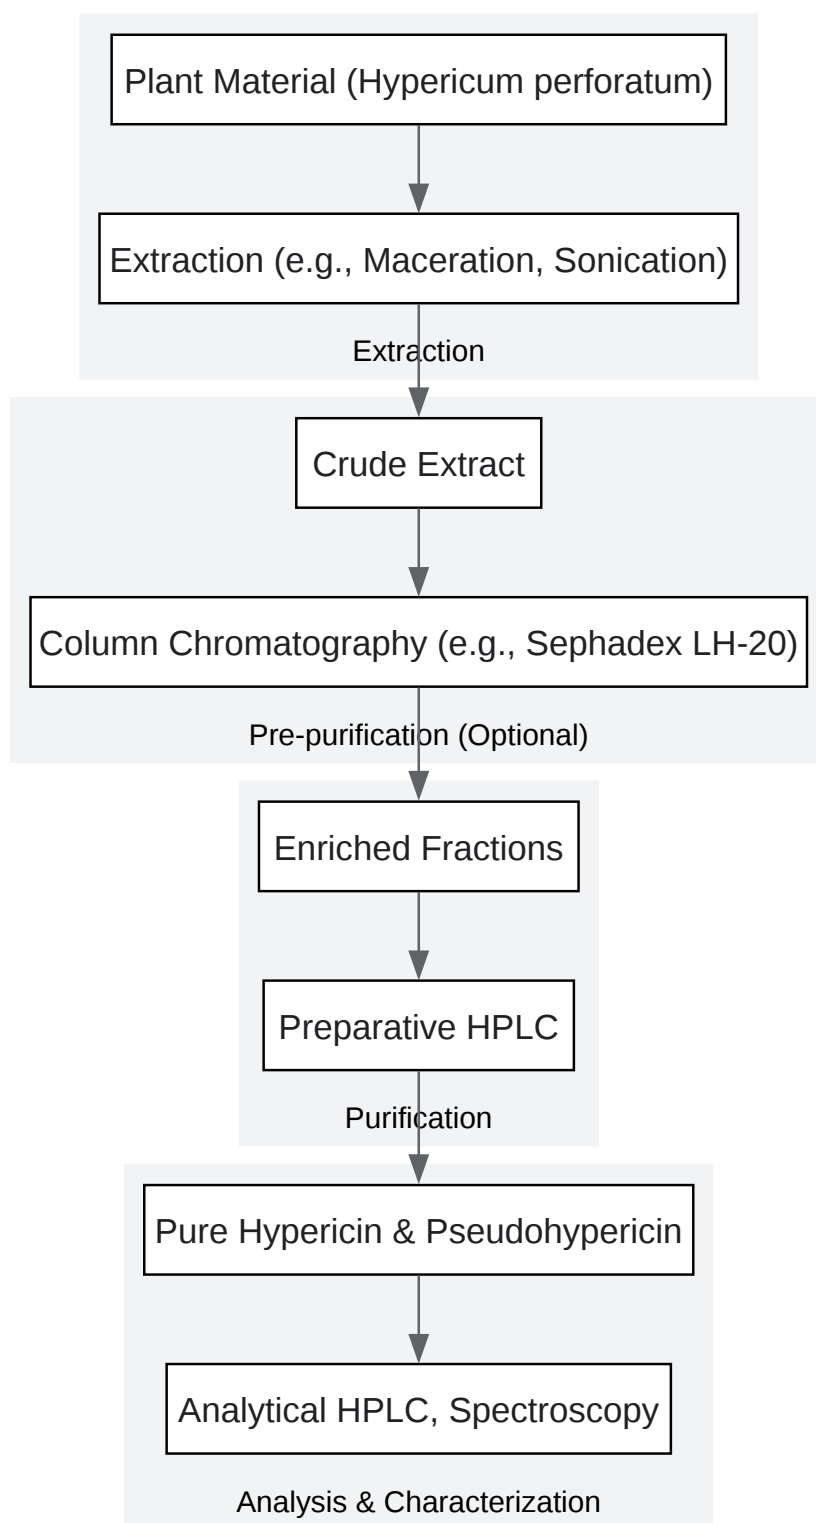 Plant Material (Hypericum perforatum)
Extraction (e.g., Maceration, Sonication)
Extraction
Crude Extract
Column Chromatography (e.g., Sephadex LH-20)
Pre-purification (Optional)
Enriched Fractions
Preparative HPLC
Purification
Pure Hypericin & Pseudohypericin
Analytical HPLC, Spectroscopy
Analysis & Characterization